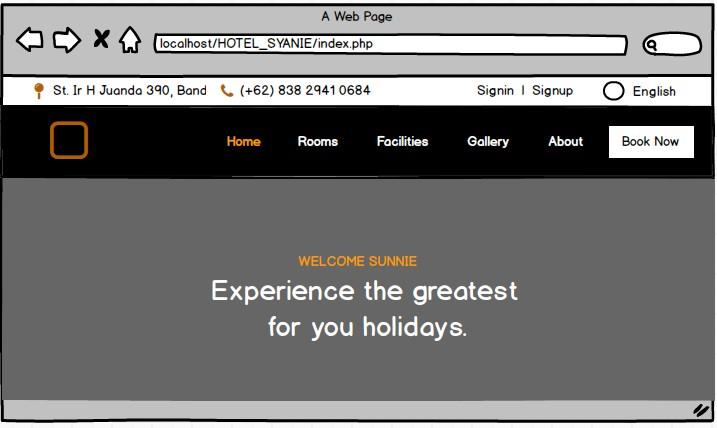 A Web Page
localhost/HOTEL_SYANIE/index.php
St. Ir H Juanda 390, Band (+62) 838 2941 0684 Signin | Signup English
Home Rooms Facilities Gallery About Book Now
WELCOME SUNNIE
Experience the greatest
for you holidays.